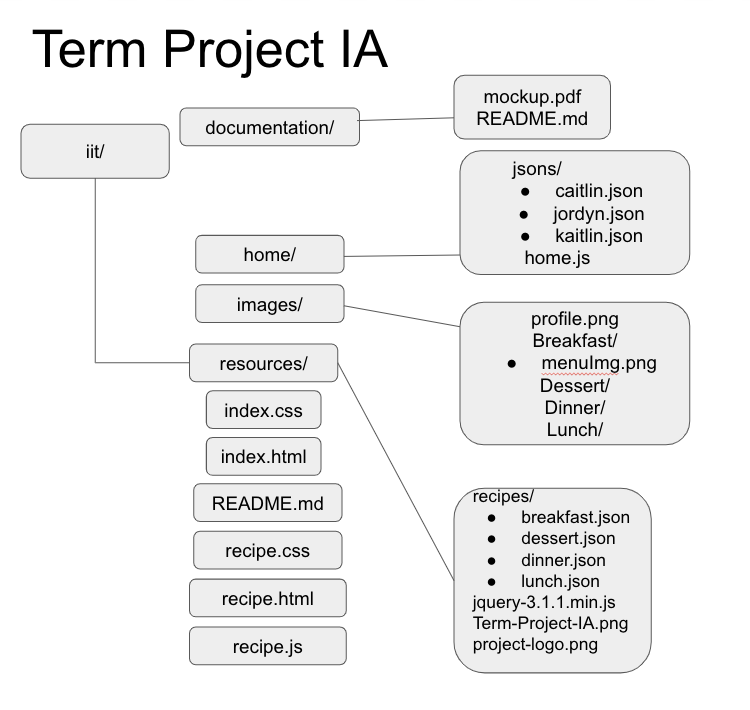 Term Project IA
iit/
documentation/
mockup.pdf
README.md
home/
jsons/
● caitlin.json
● jordyn.json
● kaitlin.json
home.js
images/
profile.png
Breakfast/
● menuImg.png
Dessert/
Dinner/
Lunch/
resources/
recipes/
● breakfast.json
● dessert.json
● dinner.json
● lunch.json
jquery-3.1.1.min.js
Term-Project-IA.png
project-logo.png
index.css
index.html
README.md
recipe.css
recipe.html
recipe.js